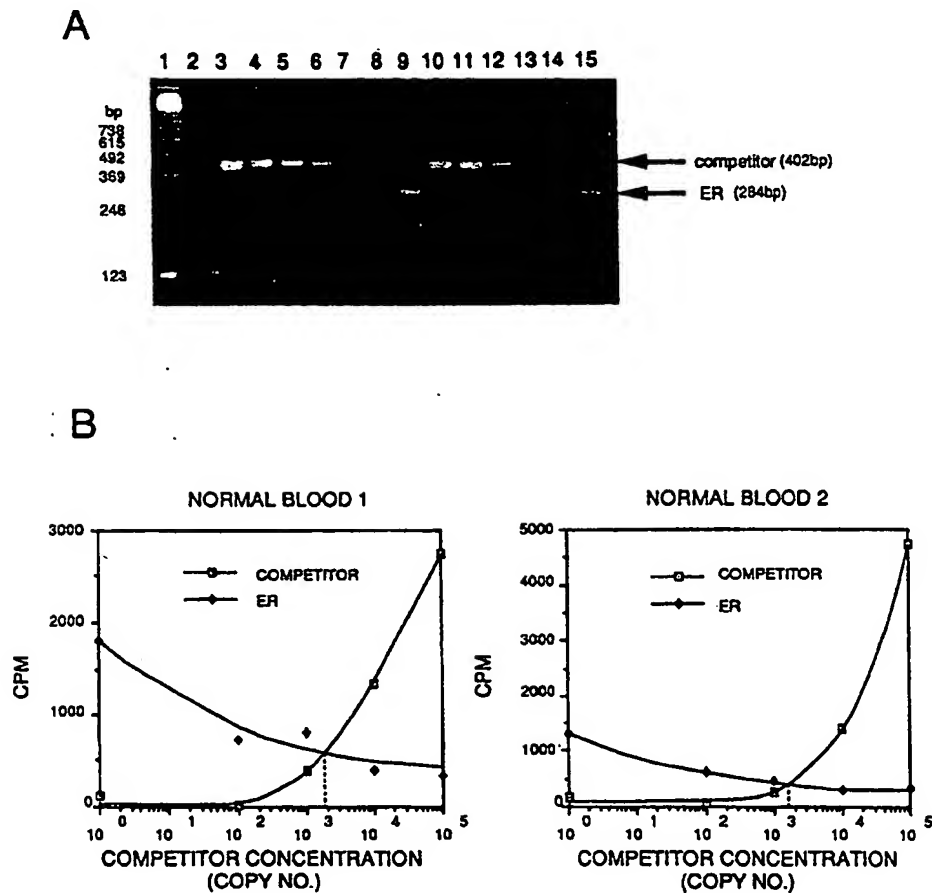 A
1 2 3 4 5 6 7 8 9 10 11 12 13 14 15
bp
738
615
492
369
248
123
competitor (402bp)
ER (284bp)
B
NORMAL BLOOD 1
3000
2000
1000
0
CPM
COMPETITOR
ER
10 0 10 1 10 2 10 3 10 4 10 5
COMPETITOR CONCENTRATION
(COPY NO.)
NORMAL BLOOD 2
5000
4000
3000
2000
1000
0
CPM
COMPETITOR
ER
10 0 10 1 10 2 10 3 10 4 10 5
COMPETITOR CONCENTRATION
(COPY NO.)